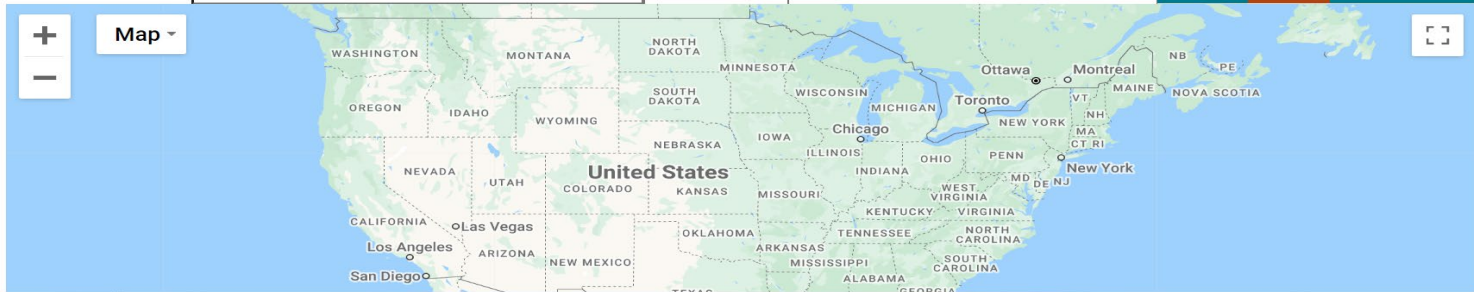 +
Map
−
WASHINGTON
MONTANA
NORTH
DAKOTA
MINNESOTA
Ottawa
Montreal
NB
PE
MAINE
NOVA SCOTIA
OREGON
IDAHO
SOUTH
DAKOTA
WISCONSIN
MICHIGAN
Toronto
VT
NH
WYOMING
NEW YORK
MA
CT RI
IOWA
Chicago
NEBRASKA
ILLINOIS
OHIO
PENN
NEVADA
United States
INDIANA
New York
UTAH
COLORADO
KANSAS
MISSOURI
WEST
VIRGINIA
MD
DE
NJ
KENTUCKY
VIRGINIA
CALIFORNIA
Las Vegas
OKLAHOMA
TENNESSEE
NORTH
CAROLINA
Los Angeles
ARIZONA
NEW MEXICO
ARKANSAS
MISSISSIPPI
SOUTH
CAROLINA
San Diego
ALABAMA
TEXAS
GEORGIA